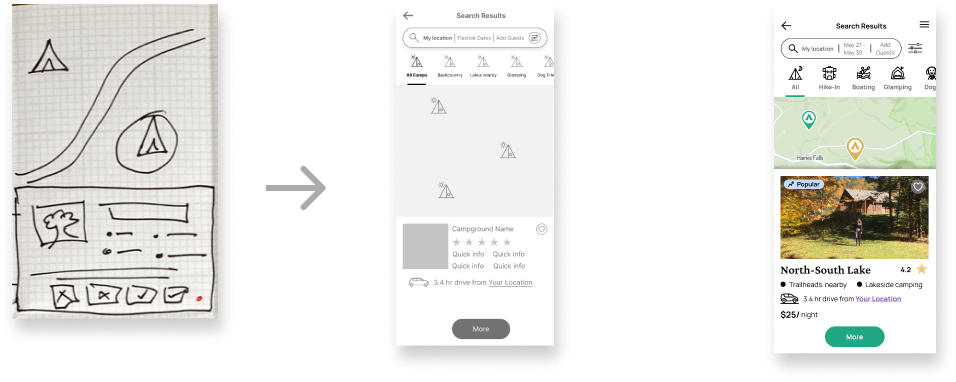 Search Results
My location | Flexible Dates | Add Guests
All Camps Backcountry Lakes nearby Glamping Dog Frie
Campground Name
Quick info Quick info
Quick info Quick info
3.4 hr drive from Your Location
More
Search Results
My location | May 27 - May 30 | Add Guests
All Hike-In Boating Glamping Dog
Haines Falls
Popular
North-South Lake 4.2
Trailheads nearby Lakeside camping
3.4 hr drive from Your Location
$25/ night
More